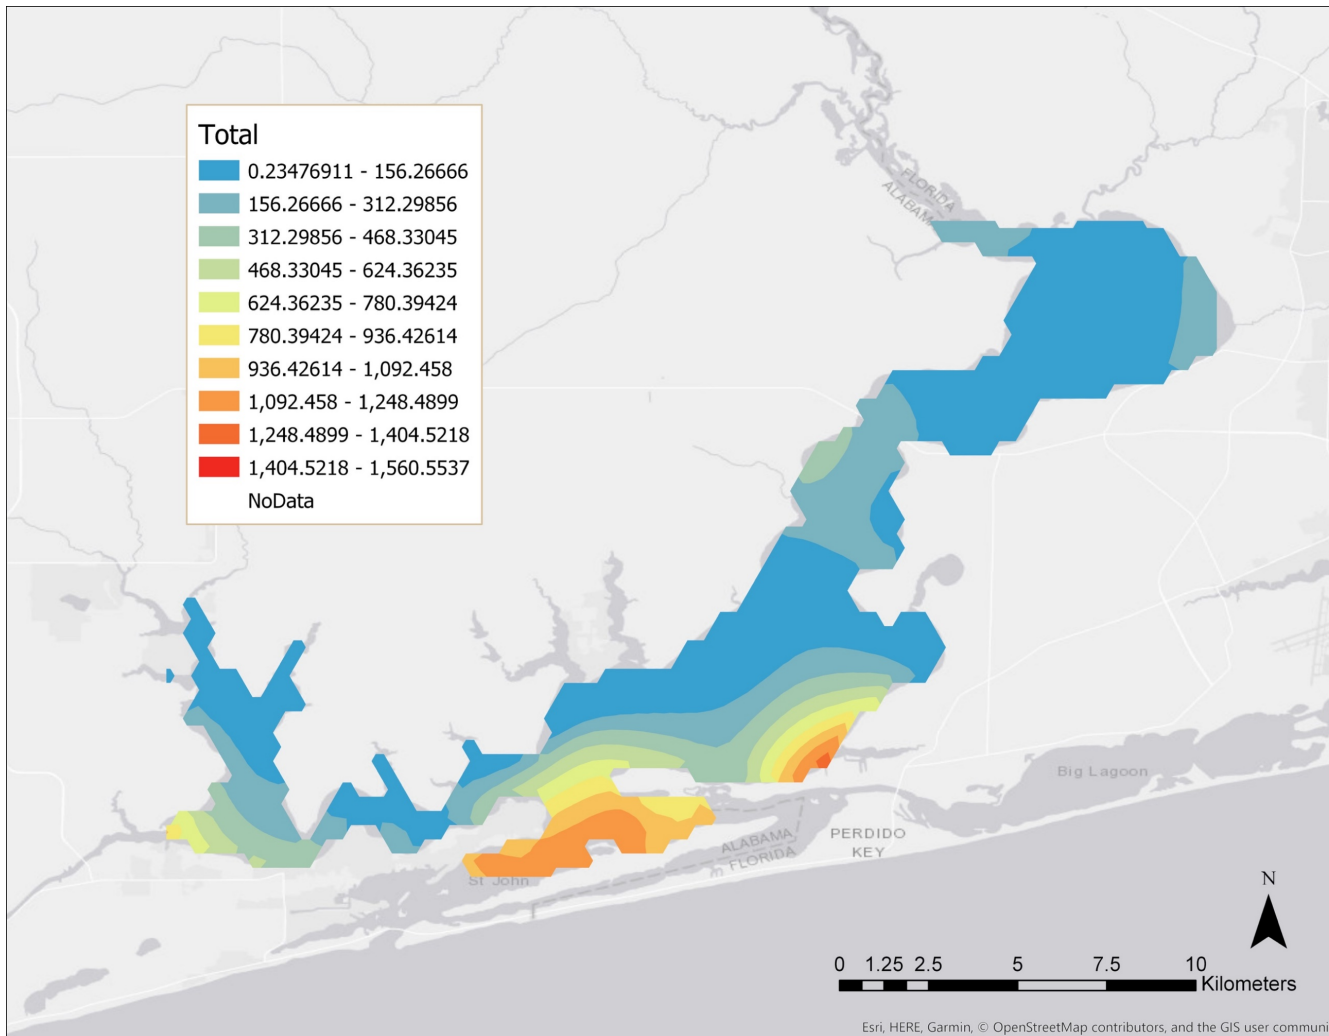 Total
0.23476911 - 156.26666
156.26666 - 312.29856
312.29856 - 468.33045
468.33045 - 624.36235
624.36235 - 780.39424
780.39424 - 936.42614
936.42614 - 1,092.458
1,092.458 - 1,248.4899
1,248.4899 - 1,404.5218
1,404.5218 - 1,560.5537
NoData
FLORIDA
ALABAM
Big Lagoon
ALABAMA
FLORIDA
PERDIDO
KEY
St John
N
0 1.25 2.5 5 7.5 10
Kilometers
Esri, HERE, Garmin, © OpenStreetMap contributors, and the GIS user communi